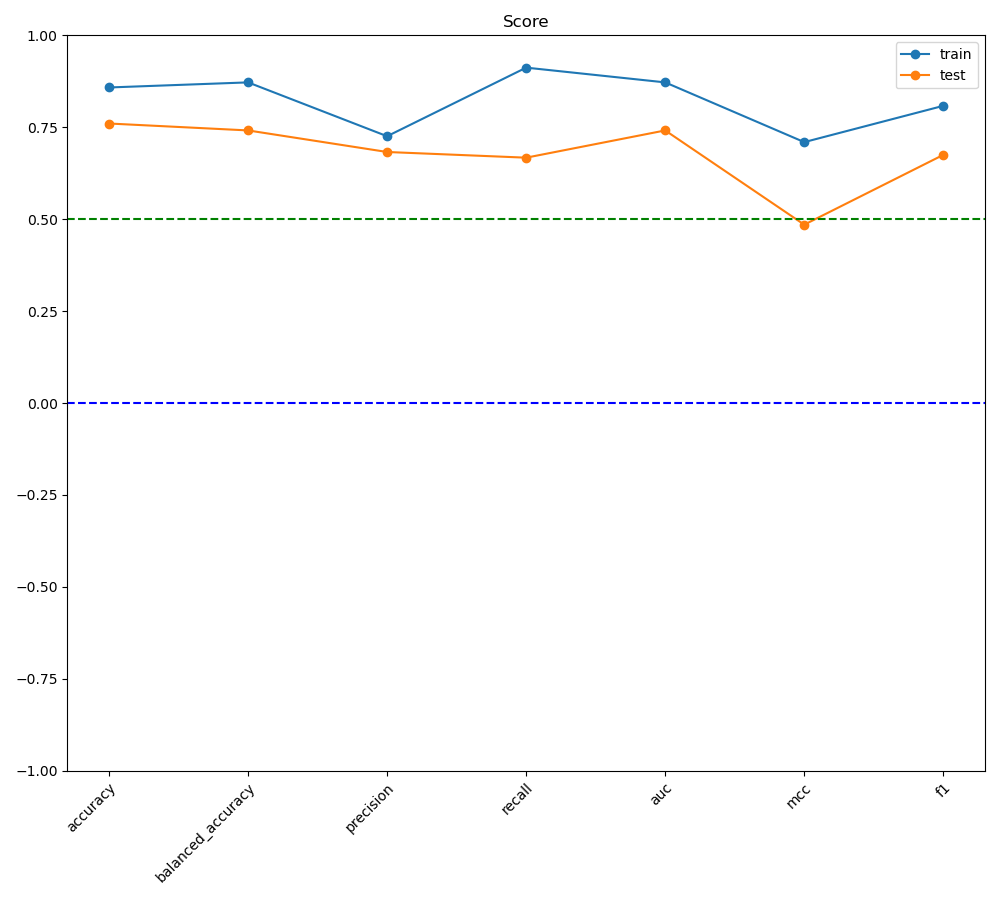 Score
train
test
1.00
0.75
0.50
0.25
0.00
−0.25
−0.50
−0.75
−1.00
accuracy
balanced_accuracy
precision
recall
auc
mcc
f1